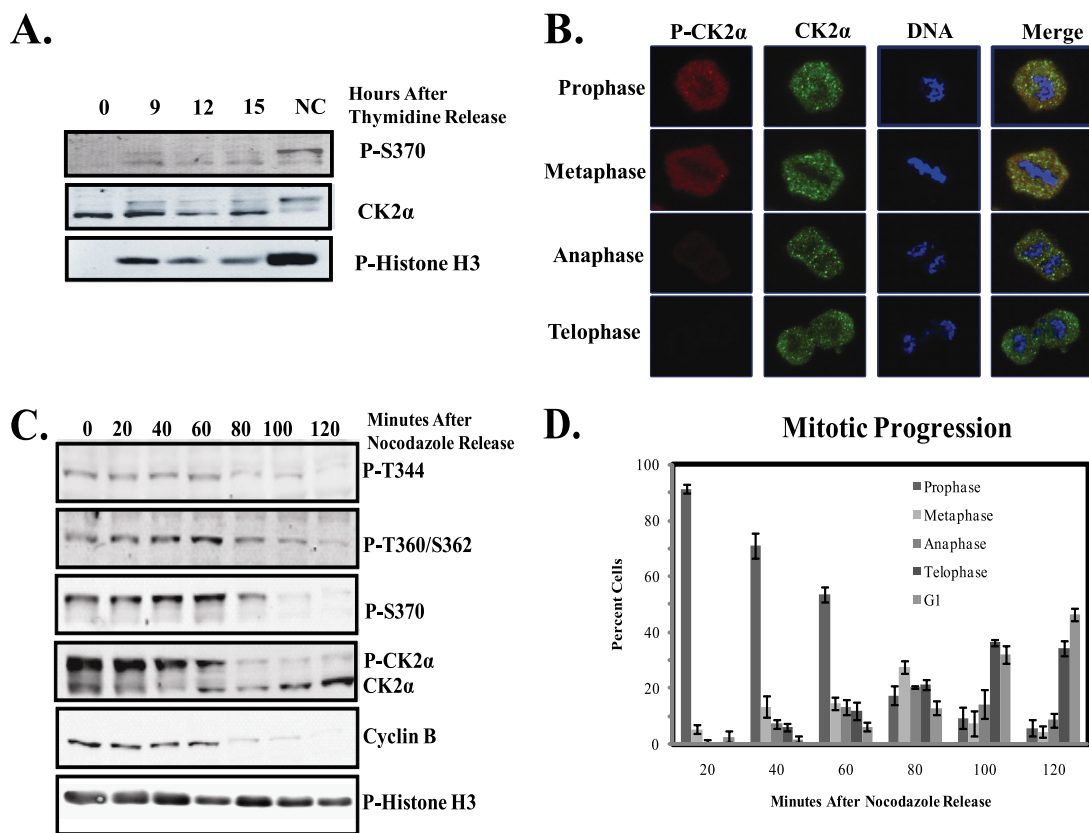 A.
0 9 12 15 NC
Hours After
Thymidine Release
P-S370
CK2α
P-Histone H3
B.
P-CK2α CK2α DNA Merge
Prophase
Metaphase
Anaphase
Telophase
C.
0 20 40 60 80 100 120
Minutes After
Nocodazole Release
P-T344
P-T360/S362
P-S370
P-CK2α
CK2α
Cyclin B
P-Histone H3
D.
Mitotic Progression
Percent Cells
100
80
60
40
20
0
Prophase
Metaphase
Anaphase
Telophase
G1
20 40 60 80 100 120
Minutes After Nocodazole Release